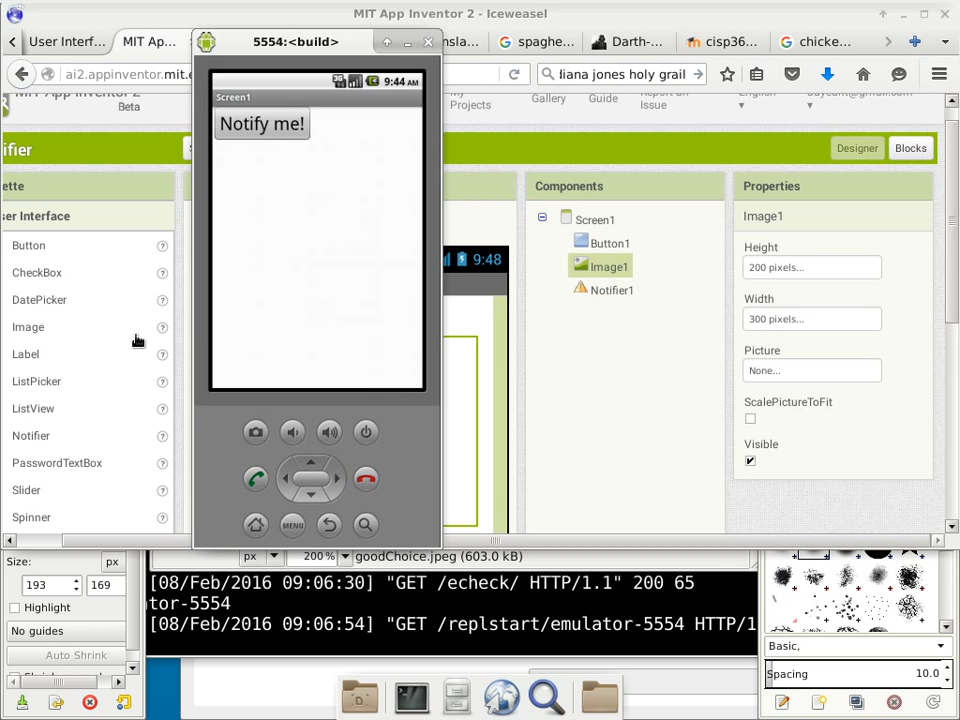 MIT App Inventor 2 - Iceweasel
User Interf...
MIT Ap...
nsla...
spaghe...
Darth-...
cisp36...
chicke...
ai2.appinventor.mit.e
liana jones holy grail
5554:<build>
9:44 AM
Screen1
Notify me!
MIT App Inventor 2
Beta
My
Projects
Gallery
Guide
Report an
Issue
English
ifier
Designer
Blocks
ette
ser Interface
Button
CheckBox
DatePicker
Image
Label
ListPicker
ListView
Notifier
PasswordTextBox
Slider
Spinner
9:48
MENU
Components
Screen1
Button1
Image1
Notifier1
Properties
Image1
Height
200 pixels...
Width
300 pixels...
Picture
None...
ScalePictureToFit
Visible
Size:
px
193
169
Highlight
No guides
Auto Shrink
px
200%
goodChoice.jpeg (603.0 kB)
[08/Feb/2016 09:06:30] "GET /echeck/ HTTP/1.1" 200 65
tor-5554
[08/Feb/2016 09:06:54] "GET /replstart/emulator-5554 HTTP/1
Basic,
Spacing
10.0